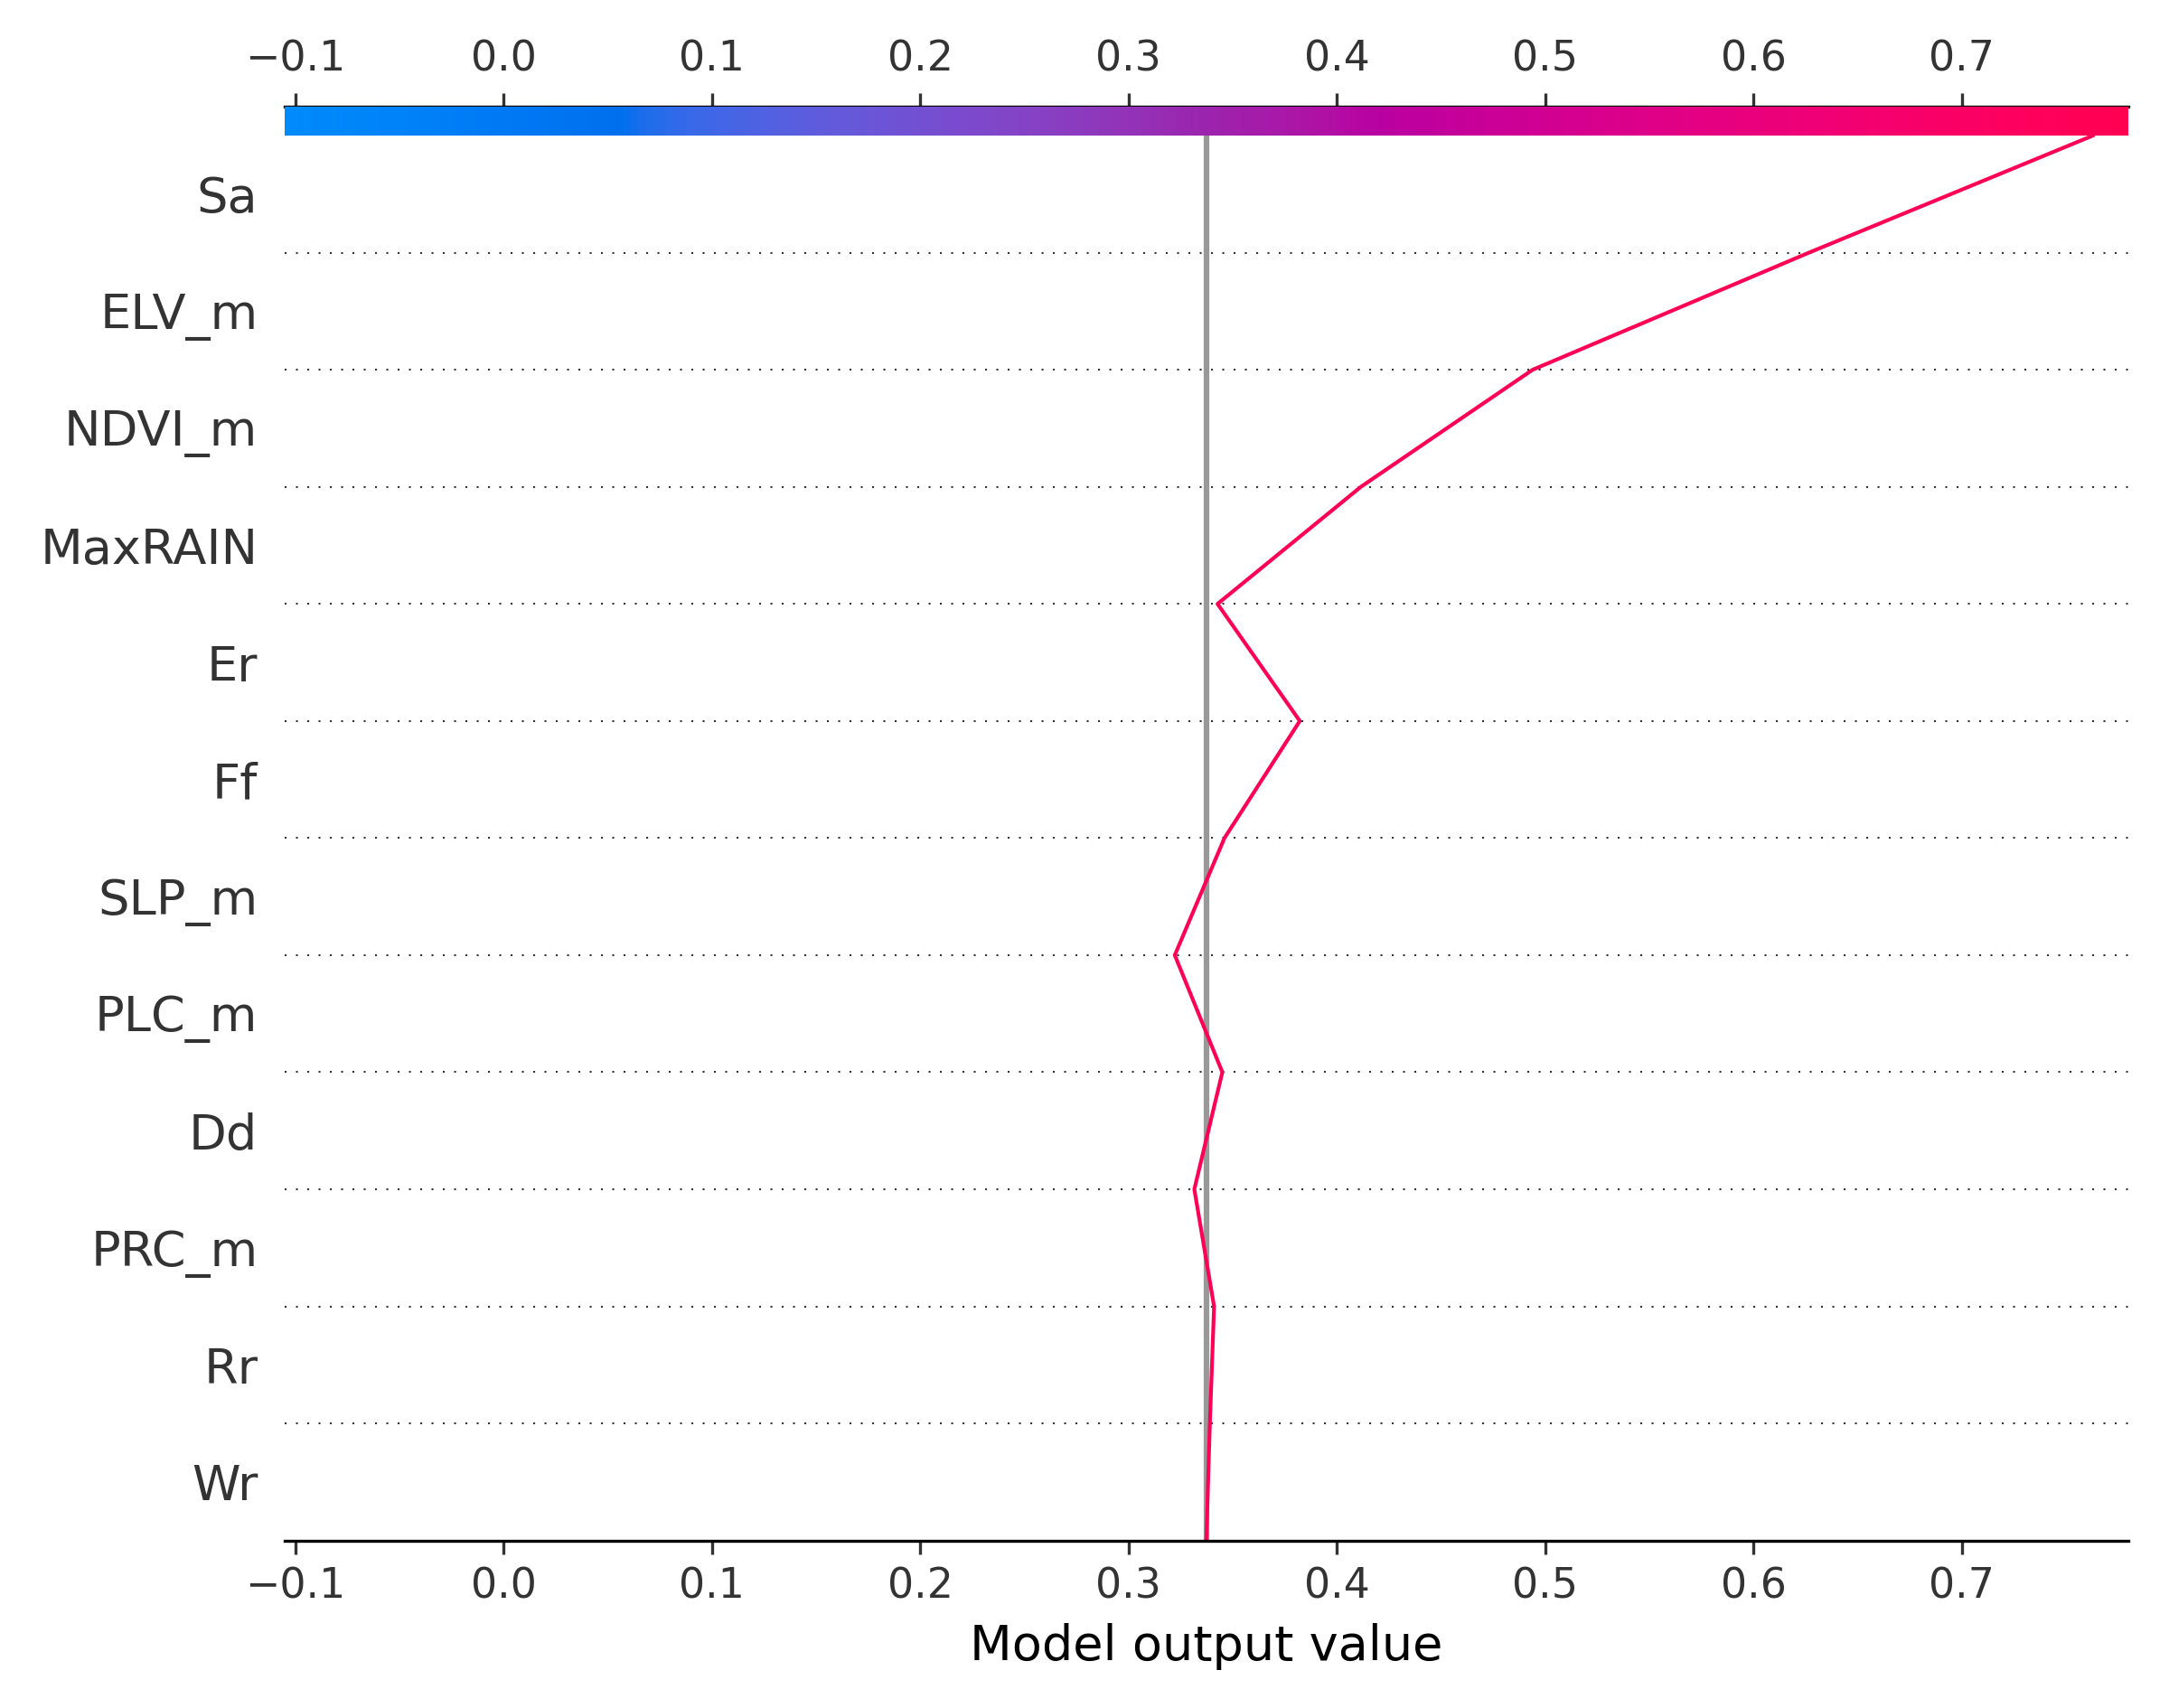 −0.1 0.0 0.1 0.2 0.3 0.4 0.5 0.6 0.7
Sa
ELV_m
NDVI_m
MaxRAIN
Er
Ff
SLP_m
PLC_m
Dd
PRC_m
Rr
Wr
−0.1 0.0 0.1 0.2 0.3 0.4 0.5 0.6 0.7
Model output value